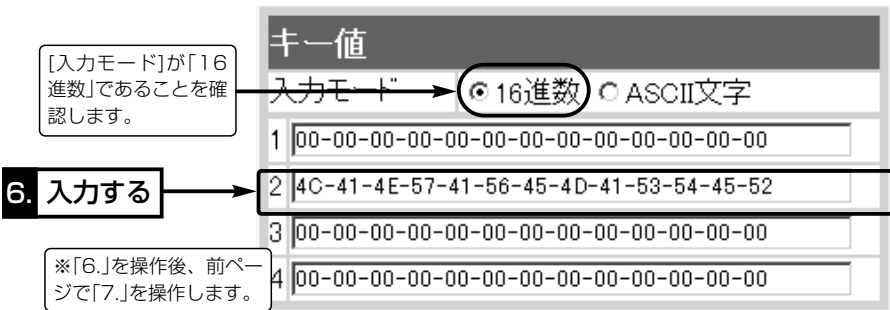 キー値
[入力モード]が「16
進数」であることを確
認します。
入力モード 16進数 ASCII文字
1 00-00-00-00-00-00-00-00-00-00-00-00-00
6. 入力する
2 4C-41-4E-57-41-56-45-4D-41-53-54-45-52
3 00-00-00-00-00-00-00-00-00-00-00-00-00
※「6.」を操作後、前ペー
ジで「7.」を操作します。
4 00-00-00-00-00-00-00-00-00-00-00-00-00